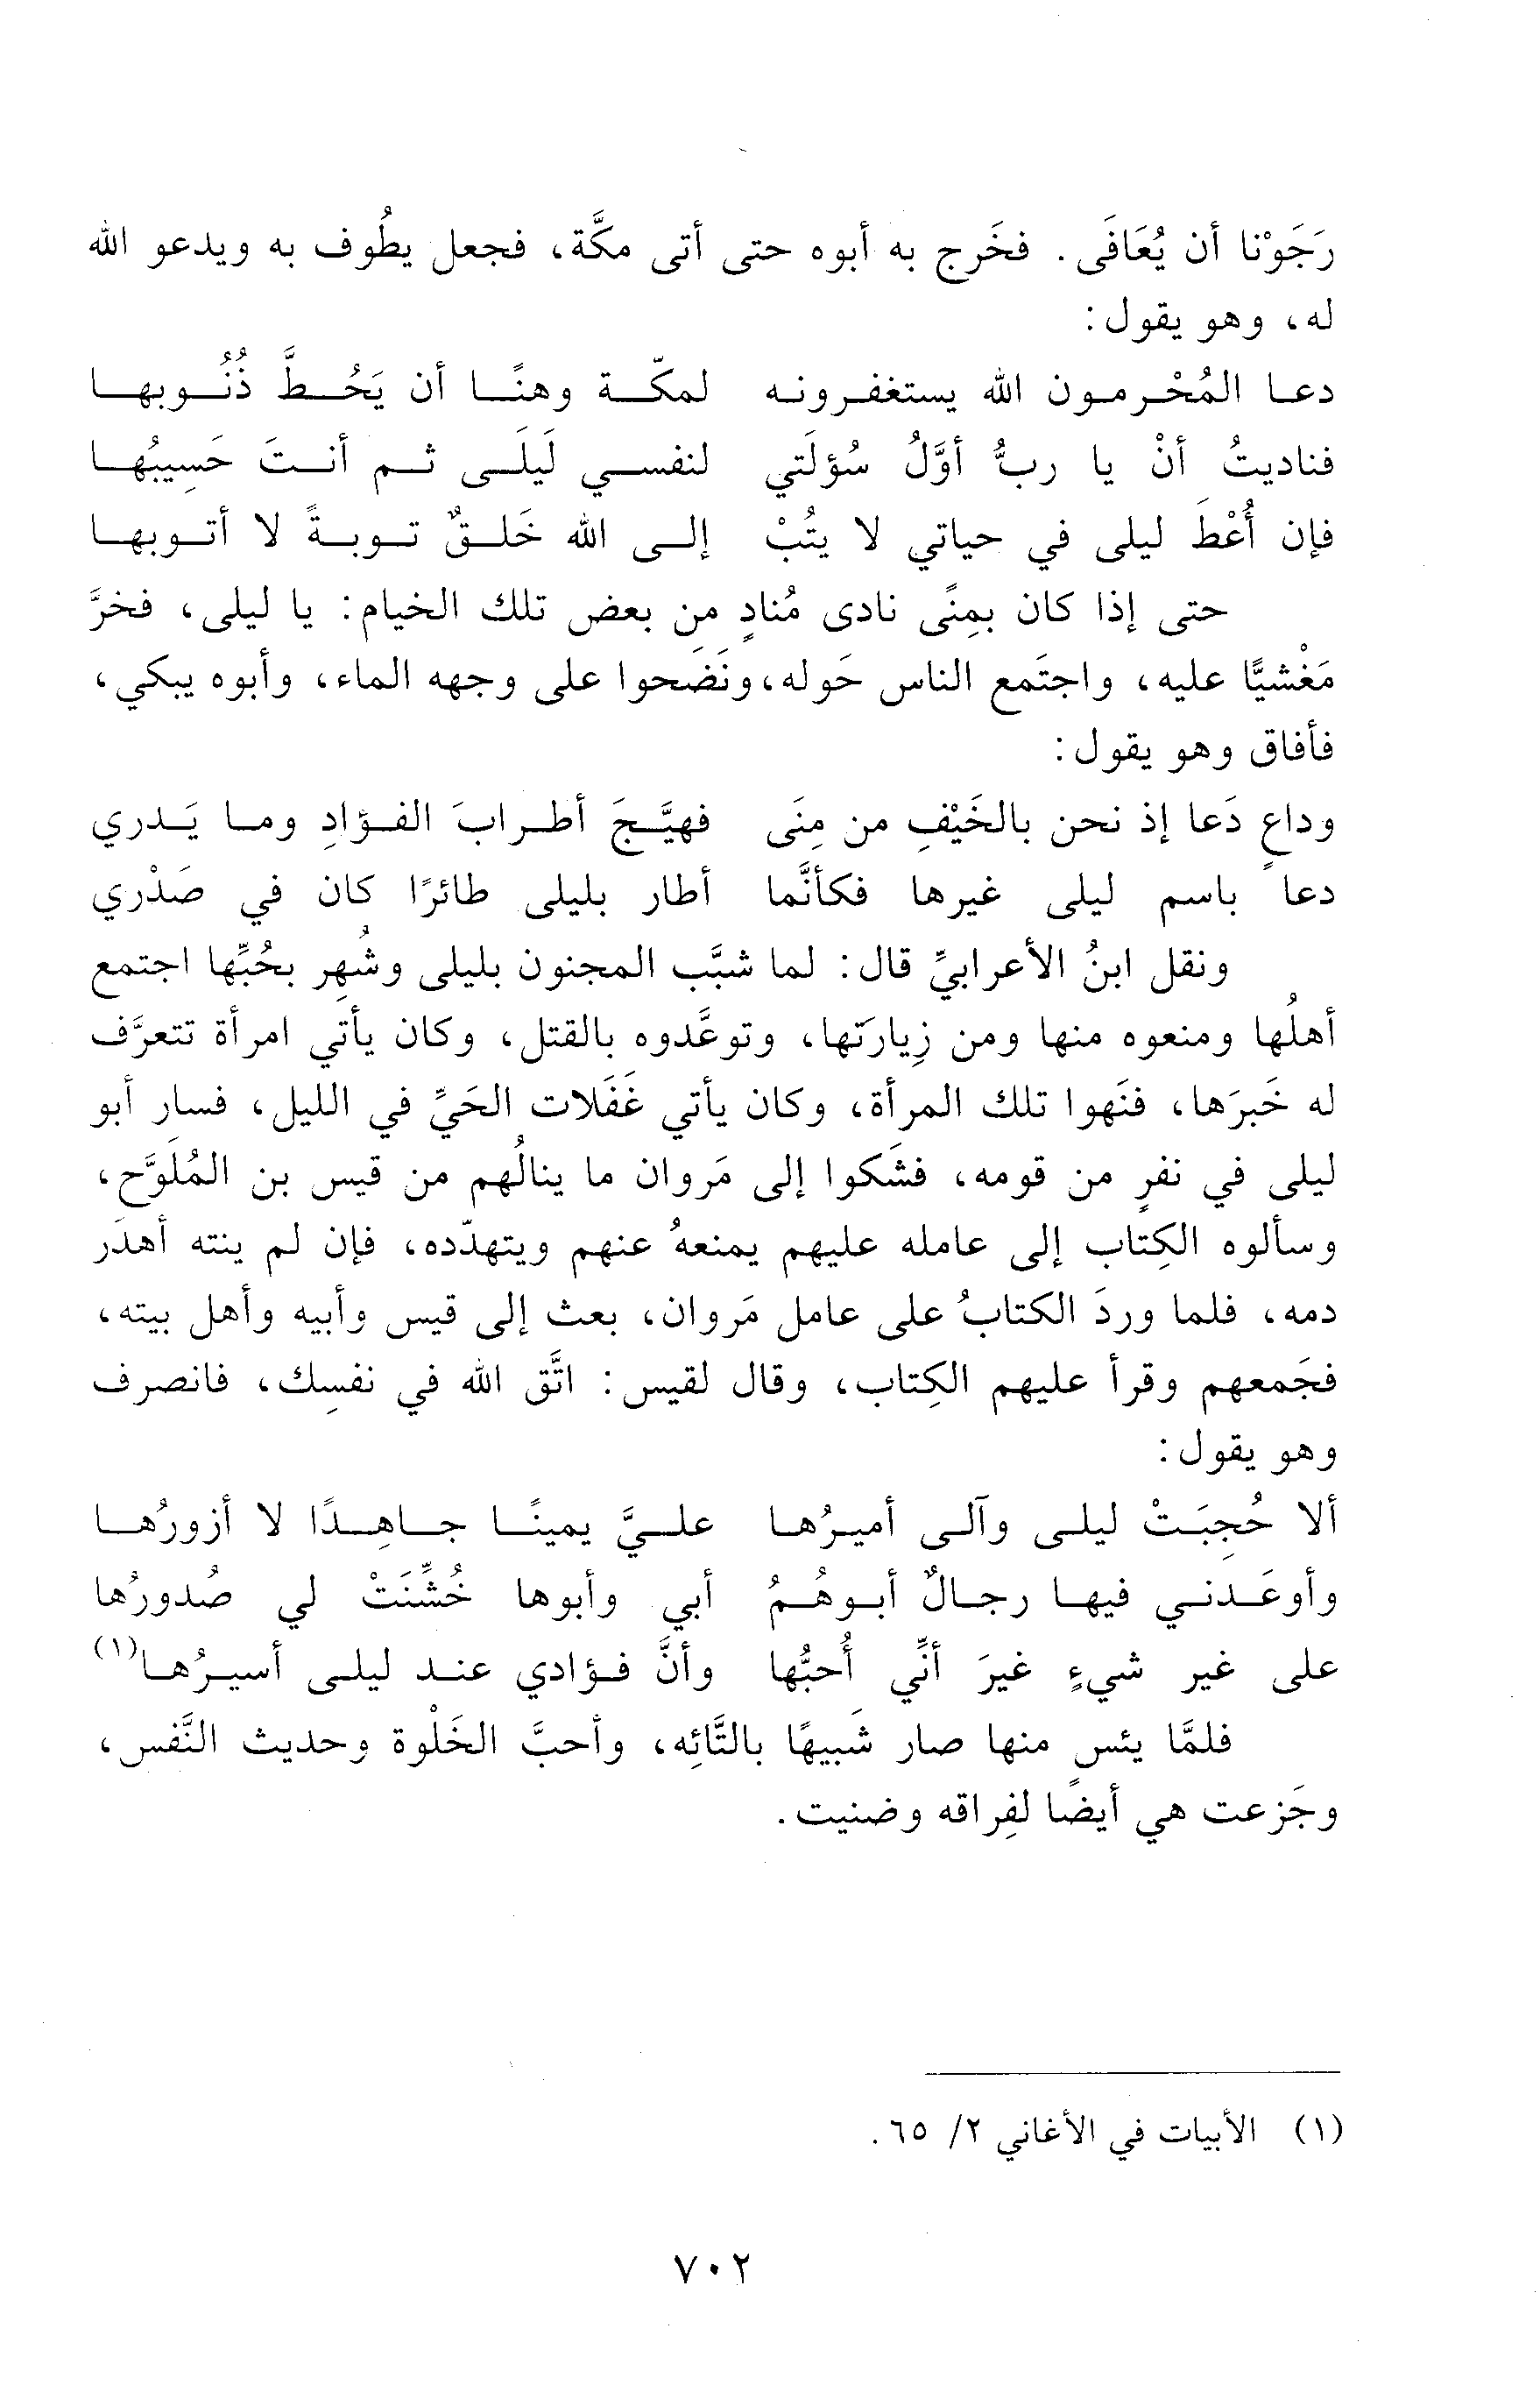 رَجَوْنا أن يُعَافَى. فخَرج به أبوه حتى أتى مكَّة، فجعل يطُوف به ويدعو الله
له، وهو يقول:
دعا المُحْرمون الله يستغفرونه لمكّة وهنًا أن يَحُطَّ ذُنُوبها
فناديتُ أنْ يا ربُّ أوَّلُ سُؤلَتي لنفسي لَيلَى ثم أنتَ حَسِيبُها
فإن أُعْطَ ليلى في حياتي لا يتُبْ إلى الله خَلقٌ توبةً لا أتوبها
حتى إذا كان بمِنًى نادى مُنادٍ مِن بعض تلك الخيام: يا ليلى، فخرَّ
مَغْشيًّا عليه، واجتَمع الناس حَوله، ونَضَحوا على وجهه الماء، وأبوه يبكي،
فأفاق وهو يقول:
وداعٍ دَعا إذ نحن بالخَيْفِ من مِنَى فهيَّجَ أطرابَ الفؤادِ وما يَدري
دعا باسم ليلى غيرها فكأنَّما أطار بليلى طائرًا كان في صَدْري
ونقل ابنُ الأعرابيِّ قال: لما شبَّب المجنون بليلى وشُهِر بحُبِّها اجتمع
أهلُها ومنعوه منها ومن زِيارَتها، وتوعَّدوه بالقتل، وكان يأتي امرأة تتعرَّف
له خَبرَها، فنَهوا تلك المرأة، وكان يأتي غَفَلات الحَيِّ في الليل، فسار أبو
ليلى في نفرٍ من قومه، فشَكوا إلى مَروان ما ينالُهم من قيس بن المُلَوَّح،
وسألوه الكِتاب إلى عامله عليهم يمنعهُ عنهم ويتهدّده، فإن لم ينته أهدَر
دمه، فلما وردَ الكتابُ على عامل مَروان، بعث إلى قيس وأبيه وأهل بيته،
فجَمعهم وقرأ عليهم الكِتاب، وقال لقيس: اتَّق الله في نفسِك، فانصرف
وهو يقول:
ألا حُجِبَتْ ليلى وآلى أميرُها عليَّ يمينًا جاهِدًا لا أزورُها
وأوعَدني فيها رجالٌ أبوهُمُ أبي وأبوها خُشِّنَتْ لي صُدورُها
على غير شيءٍ غيرَ أنِّي أُحبُّها وأنَّ فؤادي عند ليلى أسيرُها(١)
فلمَّا يئس منها صار شَبيهًا بالتَّائِه، وأحبَّ الخَلْوة وحديث النَّفس،
وجَزعت هي أيضًا لفِراقه وضنيت.
(١) الأبيات في الأغاني ٢/ ٦٥.
٧٠٢